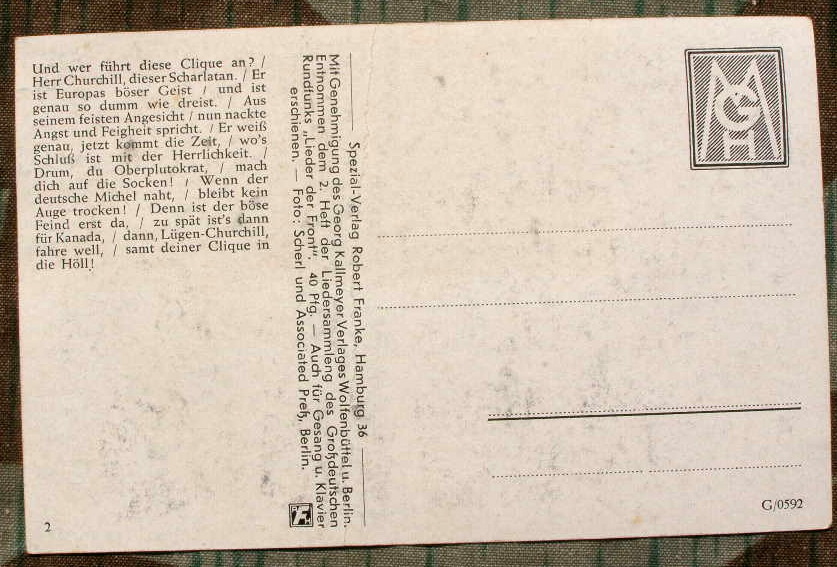 Und wer führt diese Clique an? /
Herr Churchill, dieser Scharlatan. / Er
ist Europas böser Geist / und ist
genau so dumm wie dreist. / Aus
seinem feisten Angesicht / nun nackte
Angst und Feigheit spricht. / Er weiß
genau, jetzt kommt die Zeit, / wo's
Schluß ist mit der Herrlichkeit. /
Drum, du Oberplutokrat, / mach
dich auf die Socken! / Wenn der
deutsche Michel naht, / bleibt kein
Auge trocken! / Denn ist der böse
Feind erst da, / zu spät ist's dann
für Kanada, / dann, Lügen-Churchill,
fahre well, / samt deiner Clique in
die Höll!
2
Spezial-Verlag Robert Franke, Hamburg 36
Mit Genehmigung des Georg Kallmeyer Verlages Wolfenbüttel u. Berlin.
Entnommen dem 2. Heft der Liedersammleng des Großdeutschen
Rundfunks „Lieder der Front". 40 Pfg. — Auch für Gesang u. Klavier
erschienen. — Foto: Scherl und Associated Preß, Berlin.
G/0592